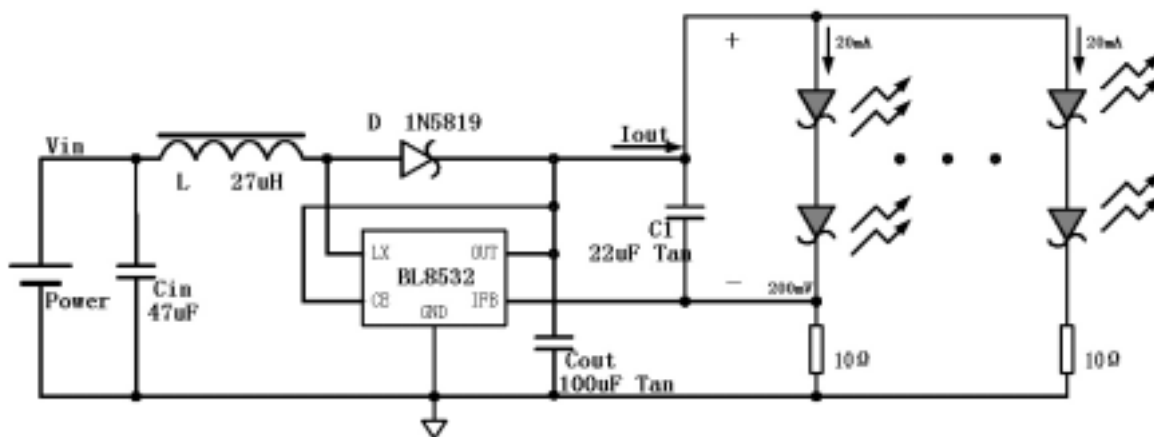 +
20mA
20mA
D 1N5819
Iout
Vin
L 27uH
C1
22uF Tan
LX
OUT
BL8532
CE
IFB
GND
Power
Cin
47uF
−
200mV
Cout
100uF Tan
10Ω
10Ω